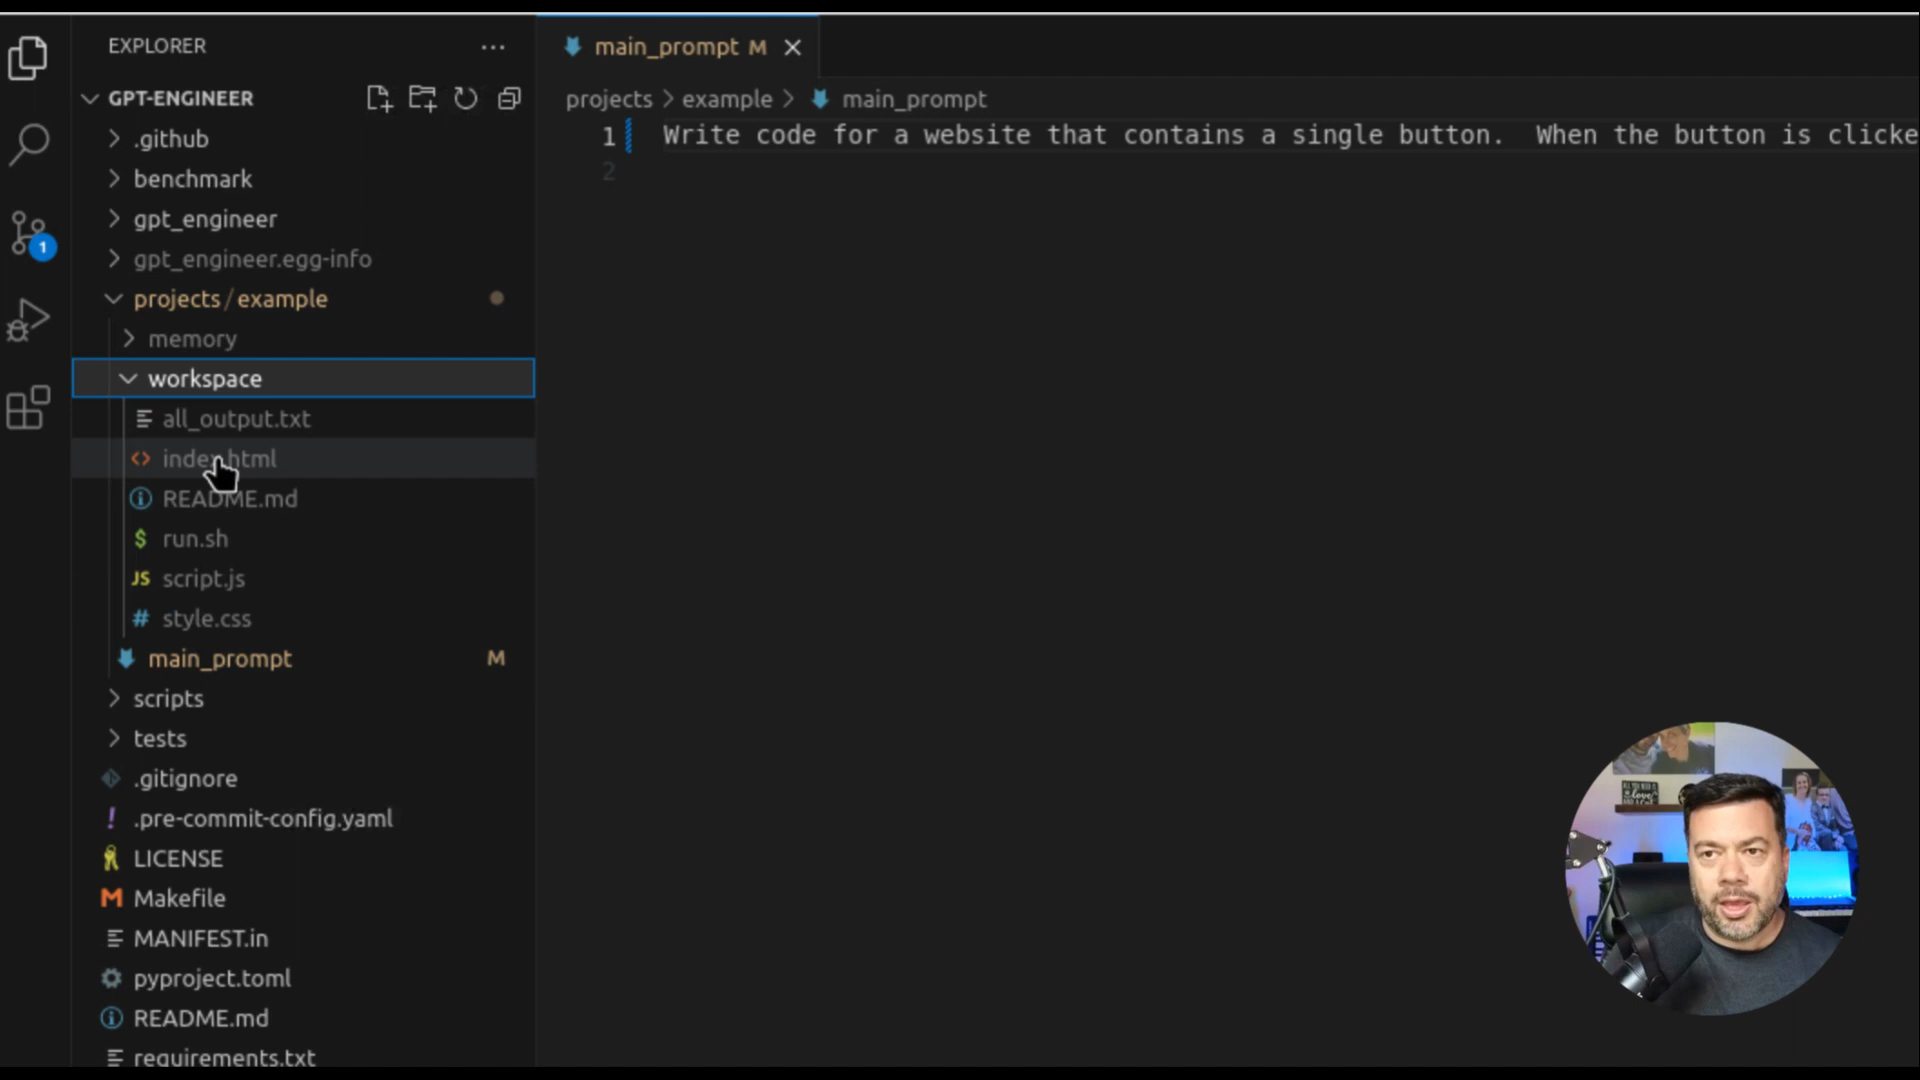 EXPLORER
GPT-ENGINEER
.github
benchmark
gpt_engineer
gpt_engineer.egg-info
projects / example
memory
workspace
all_output.txt
index.html
README.md
run.sh
JS script.js
# style.css
main_prompt M
scripts
tests
.gitignore
! .pre-commit-config.yaml
LICENSE
Makefile
MANIFEST.in
pyproject.toml
README.md
requirements.txt
1
main_prompt M
projects > example > main_prompt
1 Write code for a website that contains a single button. When the button is clicke
2